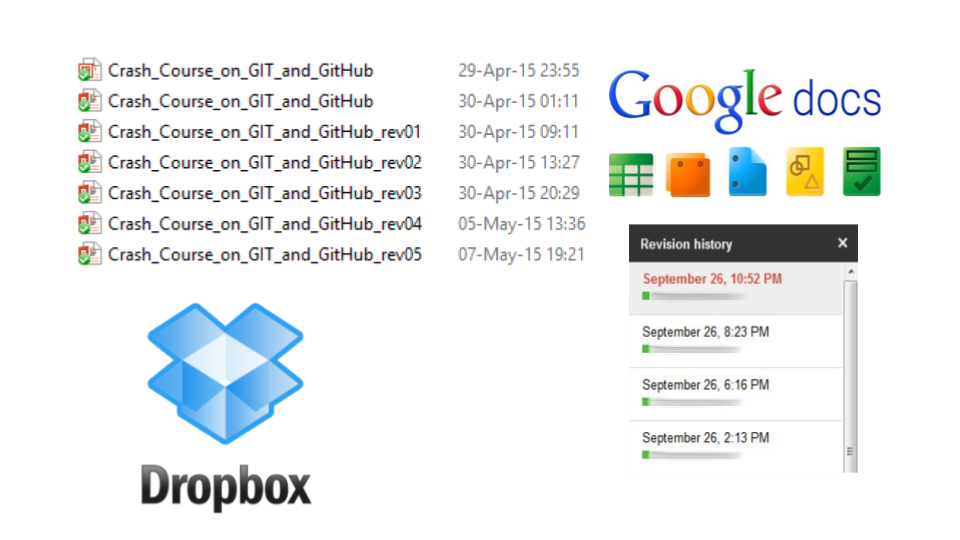 Crash_Course_on_GIT_and_GitHub 29-Apr-15 23:55
Crash_Course_on_GIT_and_GitHub 30-Apr-15 01:11
Crash_Course_on_GIT_and_GitHub_rev01 30-Apr-15 09:11
Crash_Course_on_GIT_and_GitHub_rev02 30-Apr-15 13:27
Crash_Course_on_GIT_and_GitHub_rev03 30-Apr-15 20:29
Crash_Course_on_GIT_and_GitHub_rev04 05-May-15 13:36
Crash_Course_on_GIT_and_GitHub_rev05 07-May-15 19:21
Dropbox
Google docs
Revision history
September 26, 10:52 PM
September 26, 8:23 PM
September 26, 6:16 PM
September 26, 2:13 PM